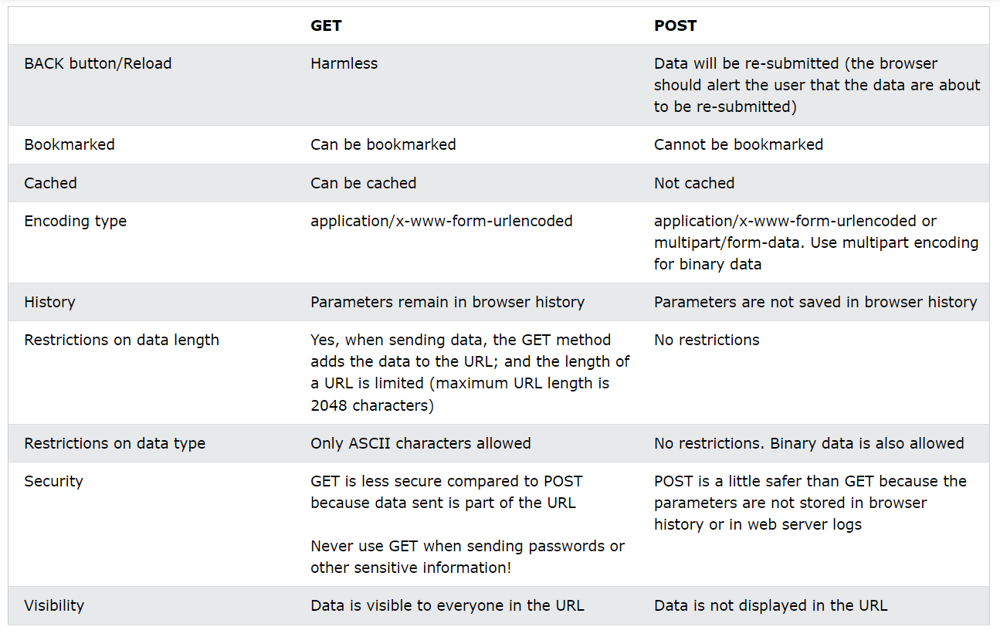 GET POST
BACK button/Reload Harmless Data will be re-submitted (the browser
should alert the user that the data are about
to be re-submitted)
Bookmarked Can be bookmarked Cannot be bookmarked
Cached Can be cached Not cached
Encoding type application/x-www-form-urlencoded application/x-www-form-urlencoded or
multipart/form-data. Use multipart encoding
for binary data
History Parameters remain in browser history Parameters are not saved in browser history
Restrictions on data length Yes, when sending data, the GET method No restrictions
adds the data to the URL; and the length of
a URL is limited (maximum URL length is
2048 characters)
Restrictions on data type Only ASCII characters allowed No restrictions. Binary data is also allowed
Security GET is less secure compared to POST POST is a little safer than GET because the
because data sent is part of the URL parameters are not stored in browser
history or in web server logs
Never use GET when sending passwords or
other sensitive information!
Visibility Data is visible to everyone in the URL Data is not displayed in the URL